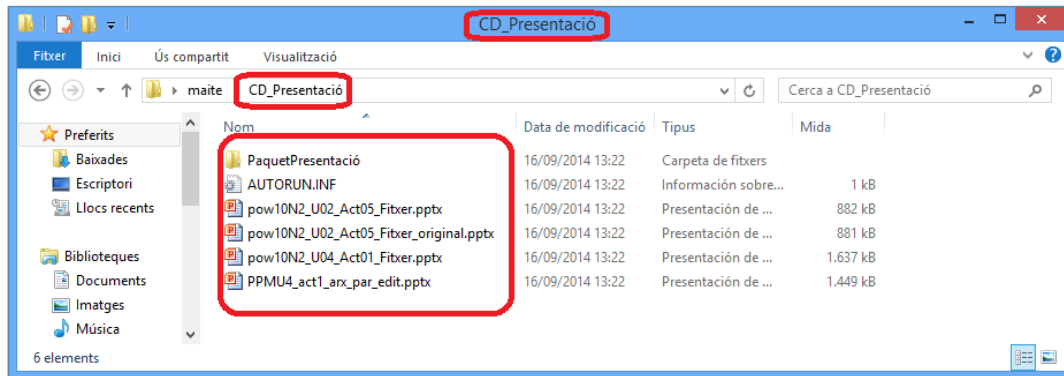 CD_Presentació
Fitxer Inici Ús compartit Visualització
maite CD_Presentació Cerca a CD_Presentació
Preferits
Baixades
Escriptori
Llocs recents
Biblioteques
Documents
Imatges
Música
Nom Data de modificació Tipus Mida
PaquetPresentació 16/09/2014 13:22 Carpeta de fitxers
AUTORUN.INF 16/09/2014 13:22 Información sobre... 1 kB
pow10N2_U02_Act05_Fitxer.pptx 16/09/2014 13:22 Presentación de ... 882 kB
pow10N2_U02_Act05_Fitxer_original.pptx 16/09/2014 13:22 Presentación de ... 881 kB
pow10N2_U04_Act01_Fitxer.pptx 16/09/2014 13:22 Presentación de ... 1.637 kB
PPMU4_act1_arx_par_edit.pptx 16/09/2014 13:22 Presentación de ... 1.449 kB
6 elements